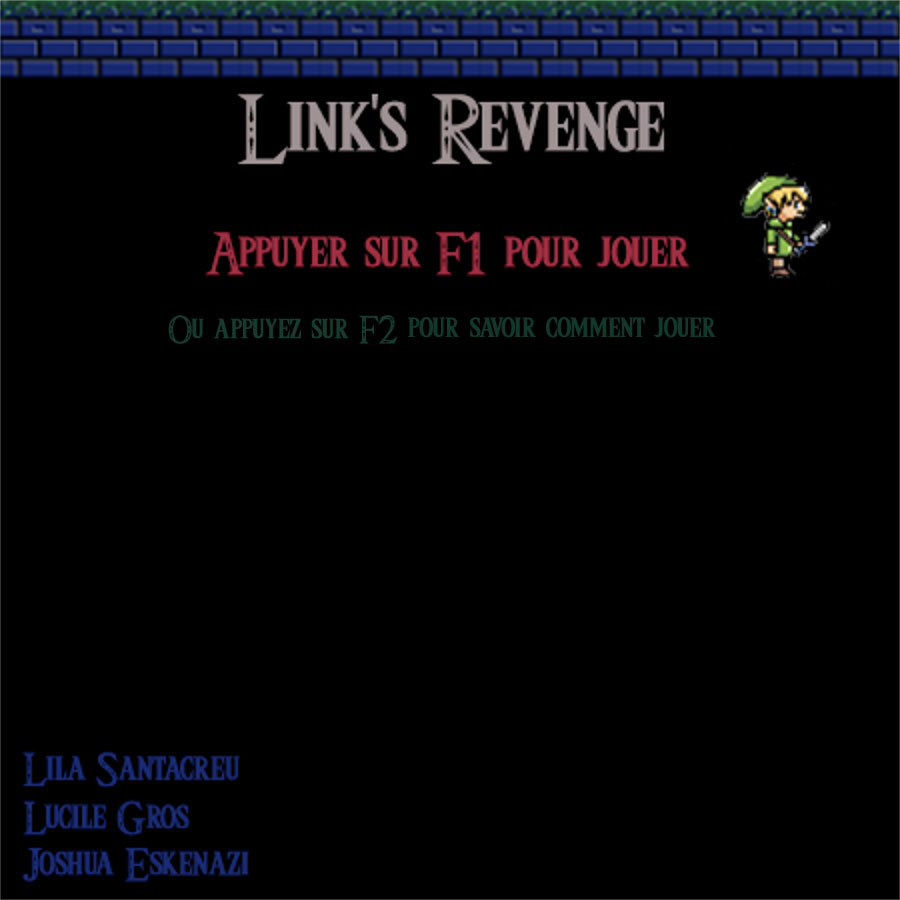 Link's Revenge
Appuyer sur F1 pour jouer
Ou appuyez sur F2 pour savoir comment jouer
Lila Santacreu
Lucile Gros
Joshua Eskenazi